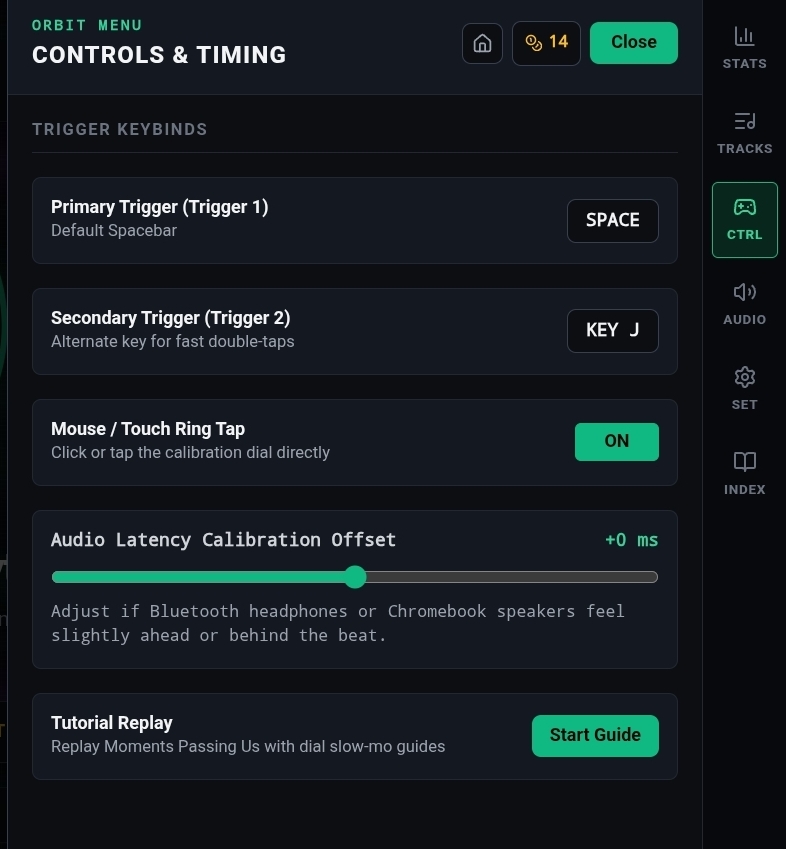 ORBIT MENU
CONTROLS & TIMING
14
Close
TRIGGER KEYBINDS
Primary Trigger (Trigger 1)
Default Spacebar
SPACE
Secondary Trigger (Trigger 2)
Alternate key for fast double-taps
KEY J
Mouse / Touch Ring Tap
Click or tap the calibration dial directly
ON
Audio Latency Calibration Offset
+0 ms
Adjust if Bluetooth headphones or Chromebook speakers feel
slightly ahead or behind the beat.
Tutorial Replay
Replay Moments Passing Us with dial slow-mo guides
Start Guide
STATS
TRACKS
CTRL
AUDIO
SET
INDEX